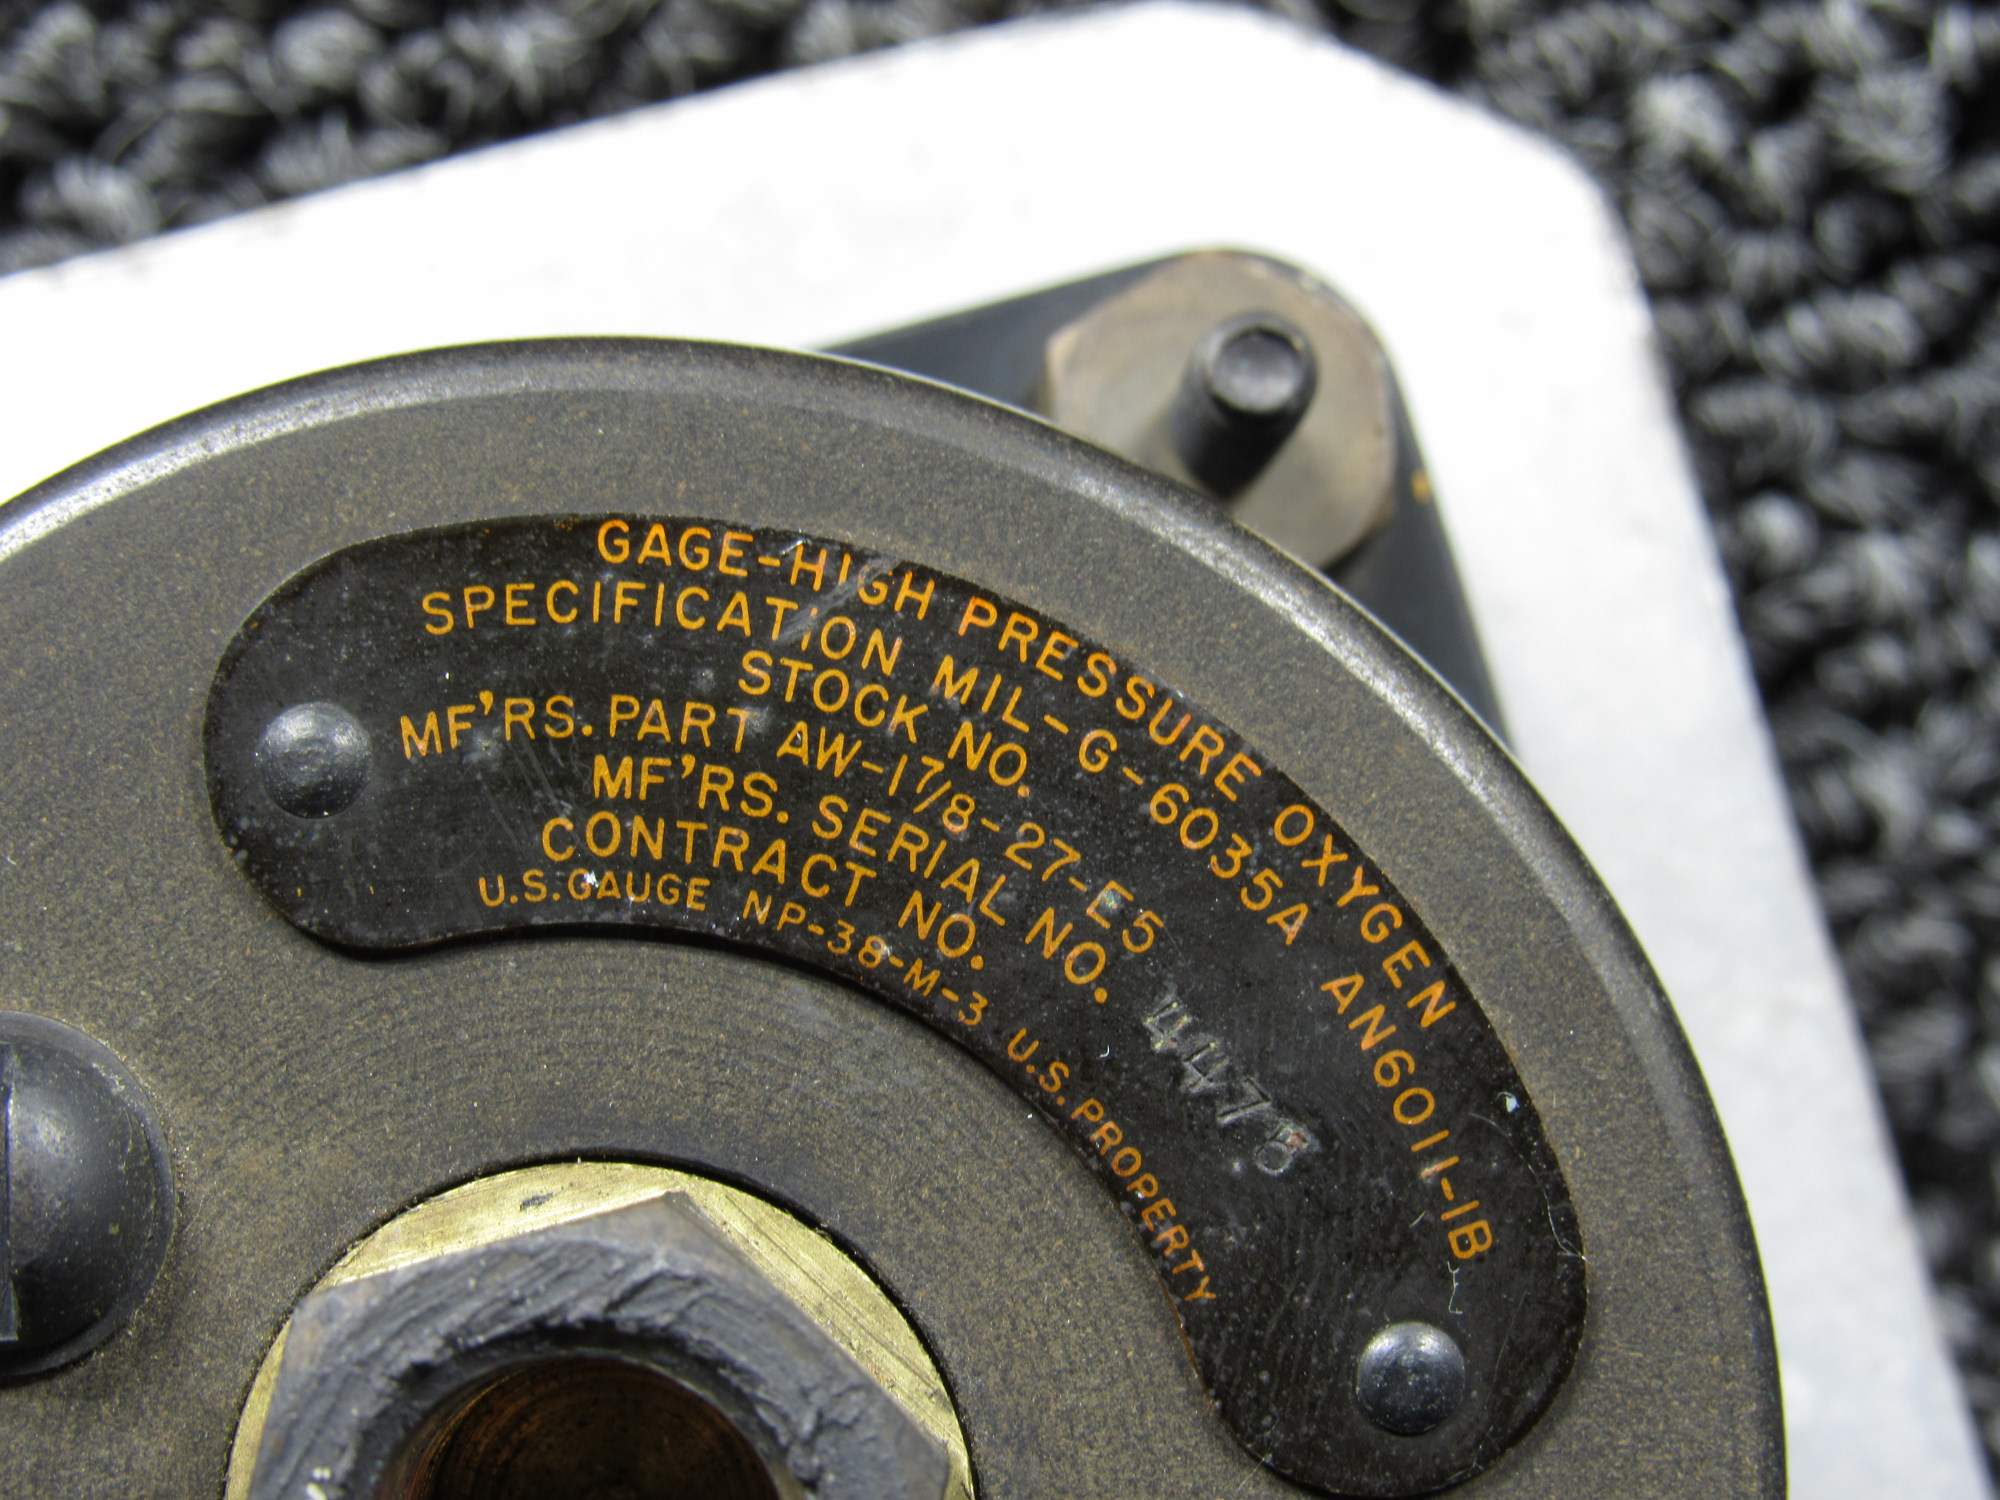 GAGE-HIGH PRESSURE OXYGEN
SPECIFICATION MIL-G-6035A AN6011-1B
STOCK NO.
MF'RS. PART AW-17/8-27-E5
MF'RS. SERIAL NO. 4478
CONTRACT NO.
U.S. GAUGE NP-38-M-3 U.S. PROPERTY